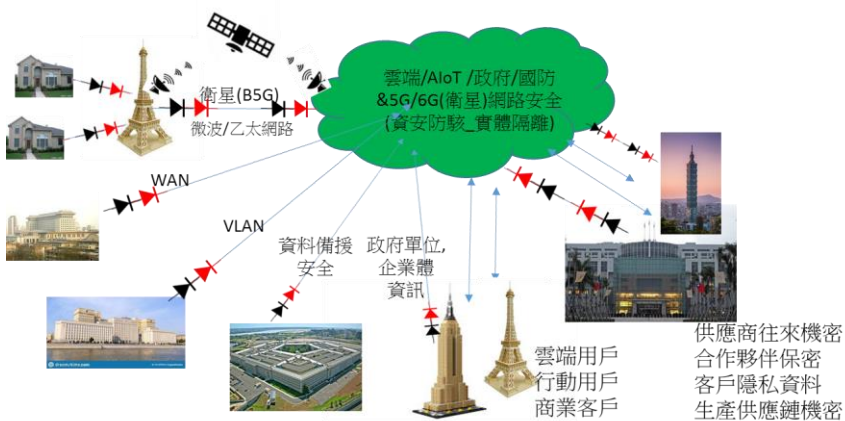 雲端/AIoT /政府/國防
&5G/6G(衛星)網路安全
(資安防駭_實體隔離)
衛星(B5G)
微波/乙太網路
WAN
VLAN
資料備援
安全
政府單位,
企業體
資訊
雲端用戶
行動用戶
商業客戶
供應商往來機密
合作夥伴保密
客戶隱私資料
生產供應鏈機密